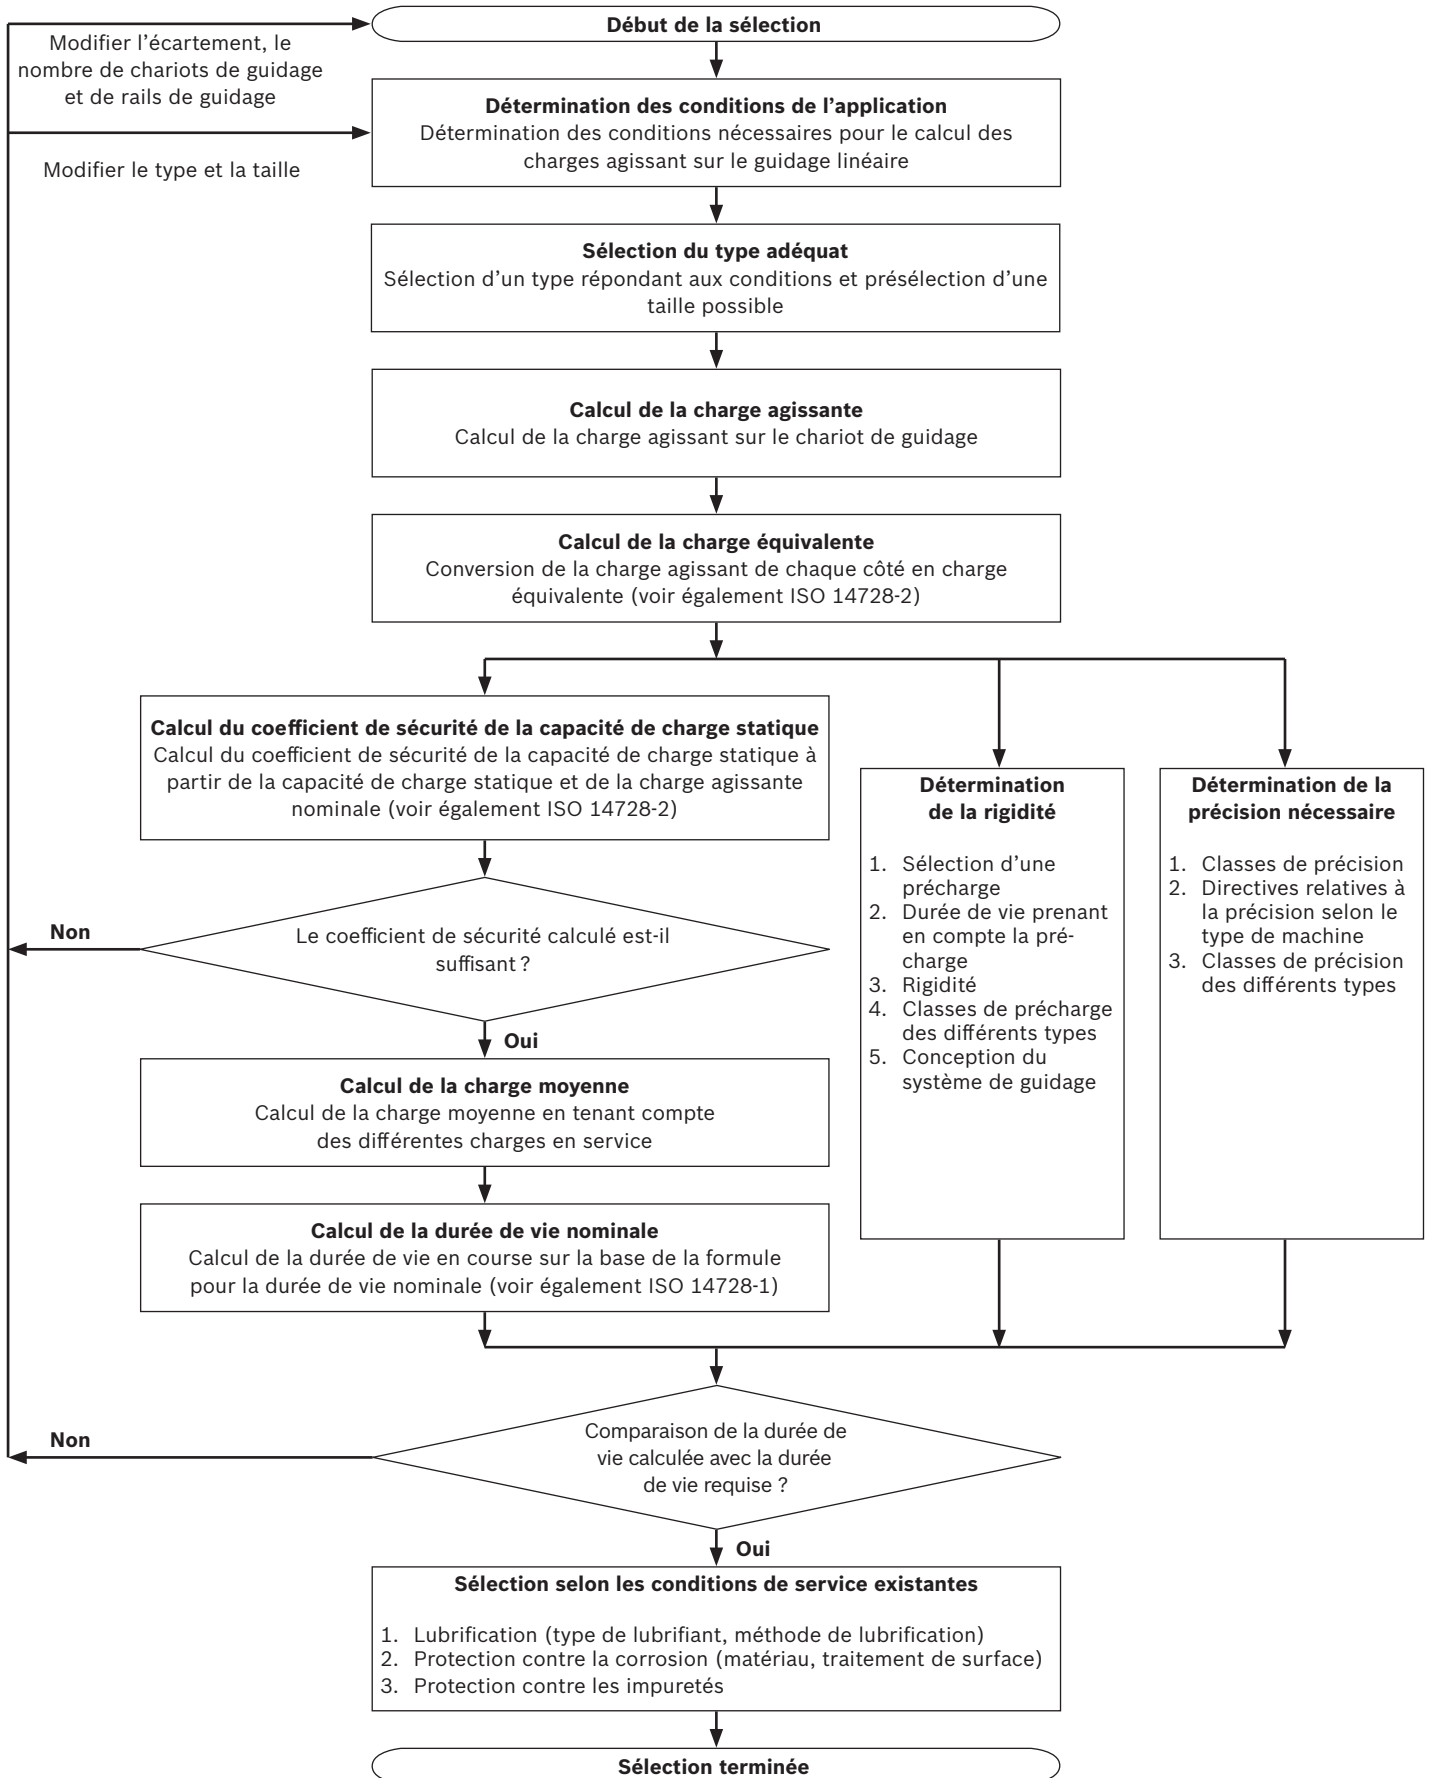 Début de la sélection
Modifier l’écartement, le
nombre de chariots de guidage
et de rails de guidage
Détermination des conditions de l’application
Détermination des conditions nécessaires pour le calcul des
charges agissant sur le guidage linéaire
Modifier le type et la taille
Sélection du type adéquat
Sélection d’un type répondant aux conditions et présélection d’une
taille possible
Calcul de la charge agissante
Calcul de la charge agissant sur le chariot de guidage
Calcul de la charge équivalente
Conversion de la charge agissant de chaque côté en charge
équivalente (voir également ISO 14728-2)
Calcul du coefficient de sécurité de la capacité de charge statique
Calcul du coefficient de sécurité de la capacité de charge statique à
partir de la capacité de charge statique et de la charge agissante
nominale (voir également ISO 14728-2)
Détermination
de la rigidité
1. Sélection d’une
précharge
2. Durée de vie prenant
en compte la pré-
charge
3. Rigidité
4. Classes de précharge
des différents types
5. Conception du
système de guidage
Détermination de la
précision nécessaire
1. Classes de précision
2. Directives relatives à
la précision selon le
type de machine
3. Classes de précision
des différents types
Non
Le coefficient de sécurité calculé est-il
suffisant ?
Oui
Calcul de la charge moyenne
Calcul de la charge moyenne en tenant compte
des différentes charges en service
Calcul de la durée de vie nominale
Calcul de la durée de vie en course sur la base de la formule
pour la durée de vie nominale (voir également ISO 14728-1)
Non
Comparaison de la durée de
vie calculée avec la durée
de vie requise ?
Oui
Sélection selon les conditions de service existantes
1. Lubrification (type de lubrifiant, méthode de lubrification)
2. Protection contre la corrosion (matériau, traitement de surface)
3. Protection contre les impuretés
Sélection terminée